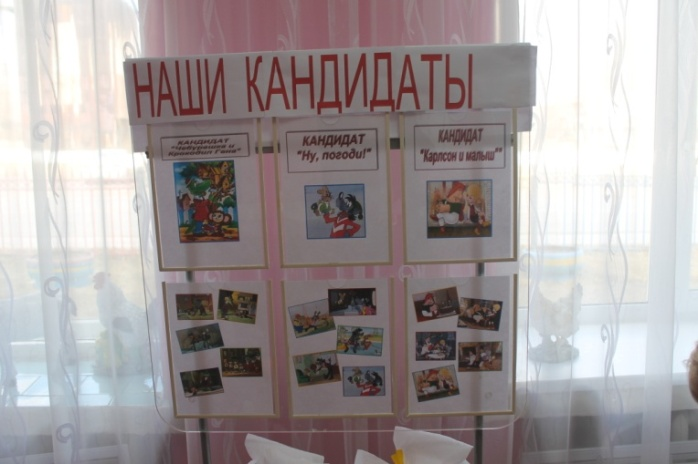 НАШИ КАНДИДАТЫ
КАНДИДАТ
"Чебурашка и
Крокодил Гена"
КАНДИДАТ
"Ну, погоди!"
КАНДИДАТ
"Карлсон и малыш"